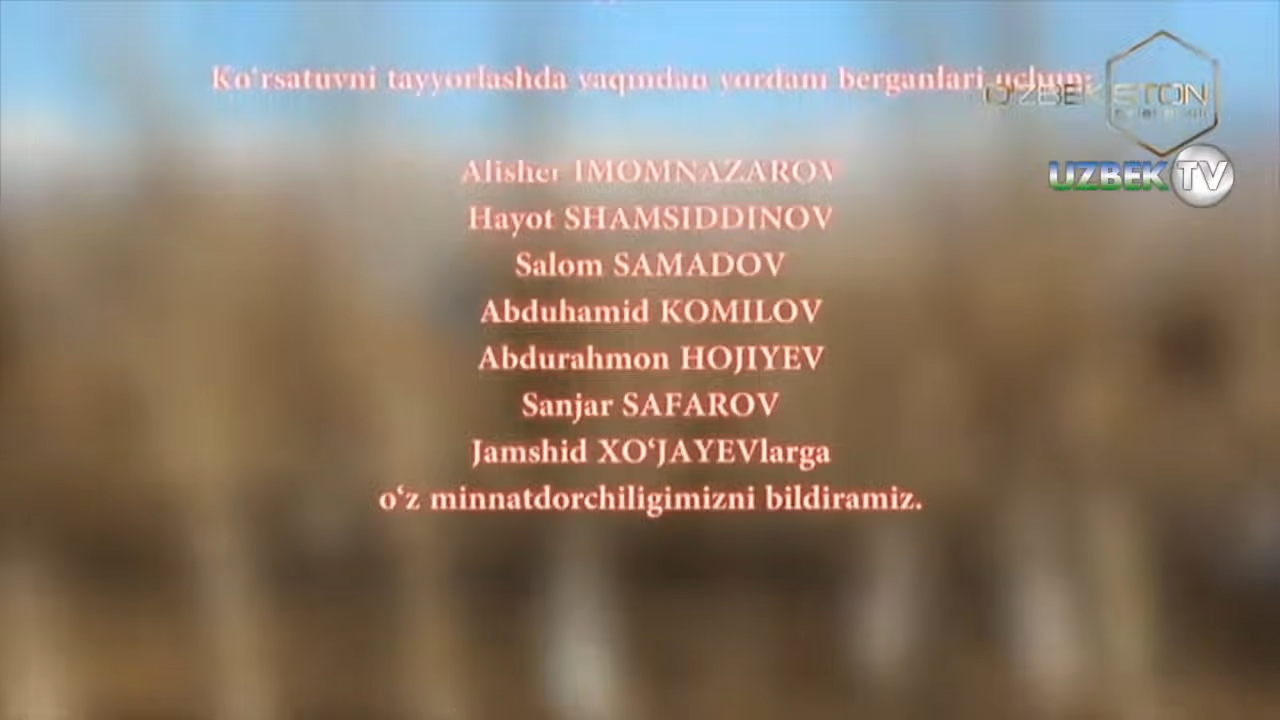 Ko‘rsatuvni tayyorlashda yaqindan yordam berganlari uchun:
O‘ZBEKISTON
UZBEK TV
Alisher IMOMNAZAROV
Hayot SHAMSIDDINOV
Salom SAMADOV
Abduhamid KOMILOV
Abdurahmon HOJIYEV
Sanjar SAFAROV
Jamshid XO‘JAYEVlarga
o‘z minnatdorchiligimizni bildiramiz.